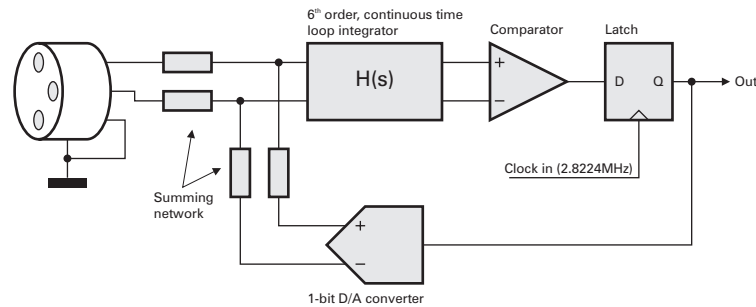 6th order, continuous time
loop integrator
Comparator
Latch
H(s)
+
−
D Q
Out
Clock in (2.8224MHz)
Summing
network
+
−
1-bit D/A converter